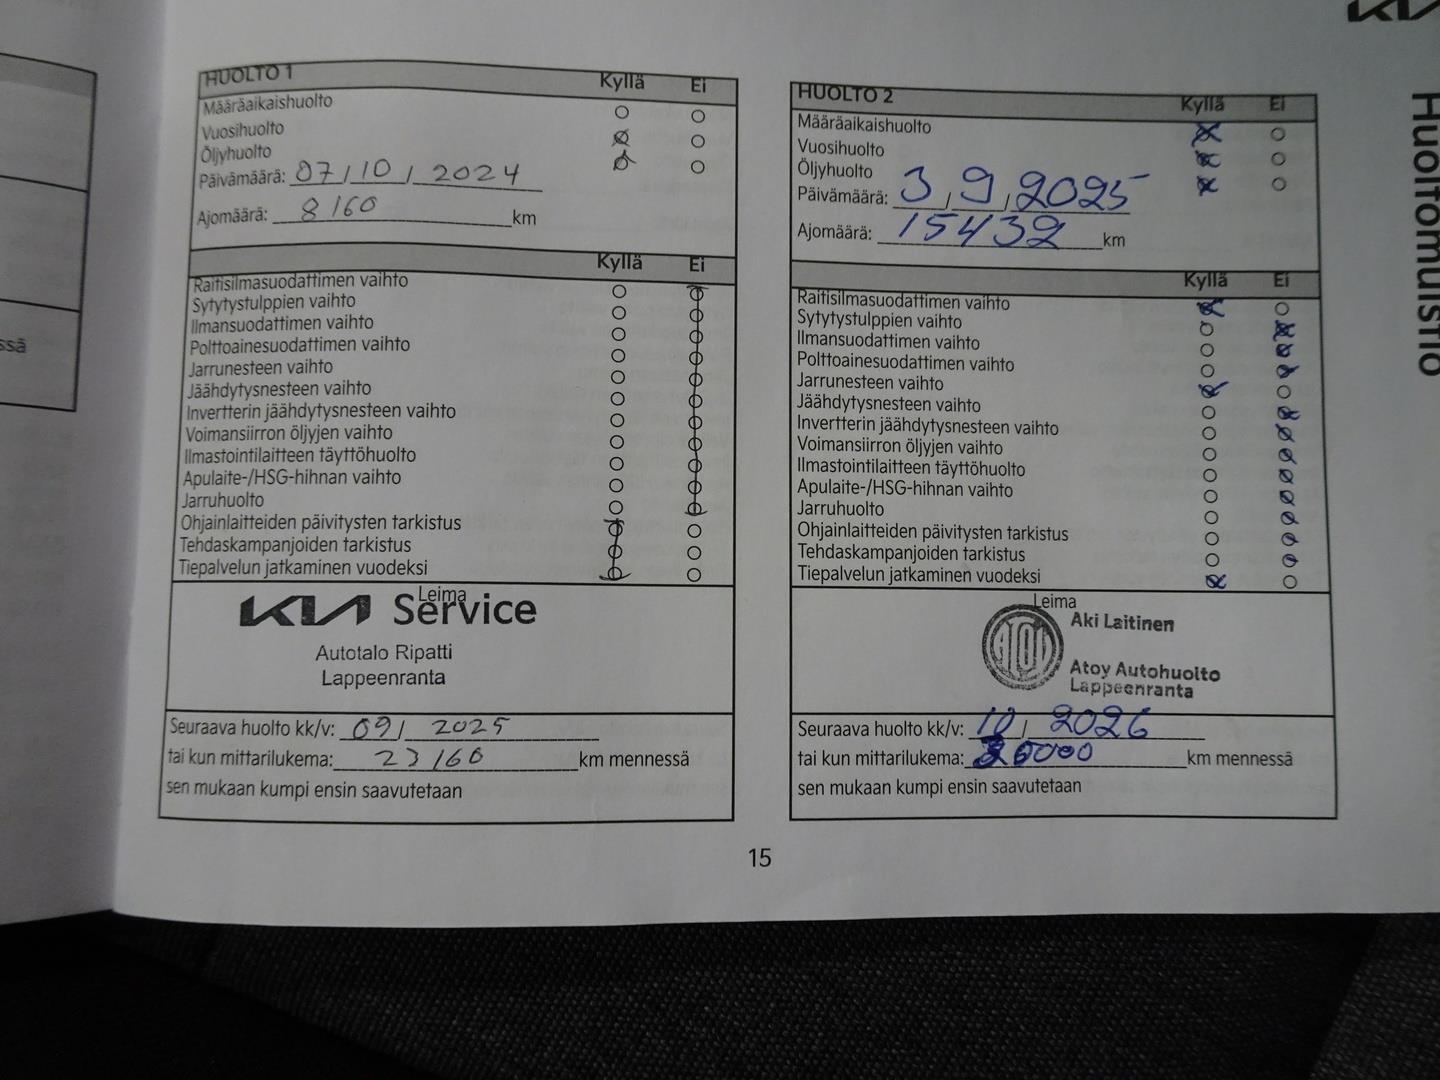 KIA
Huoltomuistio
ssä
HUOLTO 1 Kyllä Ei
Määräaikaishuolto
Vuosihuolto
Öljyhuolto
Päivämäärä: 07/10/2024
Ajomäärä: 8160 km
Kyllä Ei
Raitisilmasuodattimen vaihto
Sytytystulppien vaihto
Ilmansuodattimen vaihto
Polttoainesuodattimen vaihto
Jarrunesteen vaihto
Jäähdytysnesteen vaihto
Invertterin jäähdytysnesteen vaihto
Voimansiirron öljyjen vaihto
Ilmastointilaitteen täyttöhuolto
Apulaite-/HSG-hihnan vaihto
Jarruhuolto
Ohjainlaitteiden päivitysten tarkistus
Tehdaskampanjoiden tarkistus
Tiepalvelun jatkaminen vuodeksi
Leima
KIA Service
Autotalo Ripatti
Lappeenranta
Seuraava huolto kk/v: 09/2025
tai kun mittarilukema: 23160 km mennessä
sen mukaan kumpi ensin saavutetaan
HUOLTO 2 Kyllä Ei
Määräaikaishuolto
Vuosihuolto
Öljyhuolto
Päivämäärä: 3/9/2025
Ajomäärä: 15432 km
Kyllä Ei
Raitisilmasuodattimen vaihto
Sytytystulppien vaihto
Ilmansuodattimen vaihto
Polttoainesuodattimen vaihto
Jarrunesteen vaihto
Jäähdytysnesteen vaihto
Invertterin jäähdytysnesteen vaihto
Voimansiirron öljyjen vaihto
Ilmastointilaitteen täyttöhuolto
Apulaite-/HSG-hihnan vaihto
Jarruhuolto
Ohjainlaitteiden päivitysten tarkistus
Tehdaskampanjoiden tarkistus
Tiepalvelun jatkaminen vuodeksi
Leima
Aki Laitinen
Atoy Autohuolto
Lappeenranta
Seuraava huolto kk/v: 10/2026
tai kun mittarilukema: km mennessä
sen mukaan kumpi ensin saavutetaan
15